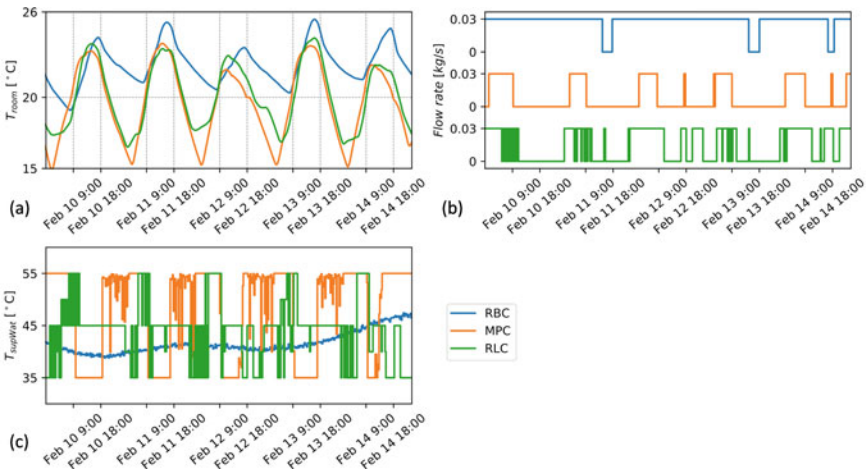 26
20
15
T_room [°C]
Feb 10 9:00
Feb 10 18:00
Feb 11 9:00
Feb 11 18:00
Feb 12 9:00
Feb 12 18:00
Feb 13 9:00
Feb 13 18:00
Feb 14 9:00
Feb 14 18:00
(a)
0.03
0
0.03
0
0.03
0
Flow rate [kg/s]
Feb 10 9:00
Feb 10 18:00
Feb 11 9:00
Feb 11 18:00
Feb 12 9:00
Feb 12 18:00
Feb 13 9:00
Feb 13 18:00
Feb 14 9:00
Feb 14 18:00
(b)
55
45
35
T_supWat [°C]
Feb 10 9:00
Feb 10 18:00
Feb 11 9:00
Feb 11 18:00
Feb 12 9:00
Feb 12 18:00
Feb 13 9:00
Feb 13 18:00
Feb 14 9:00
Feb 14 18:00
(c)
RBC
MPC
RLC